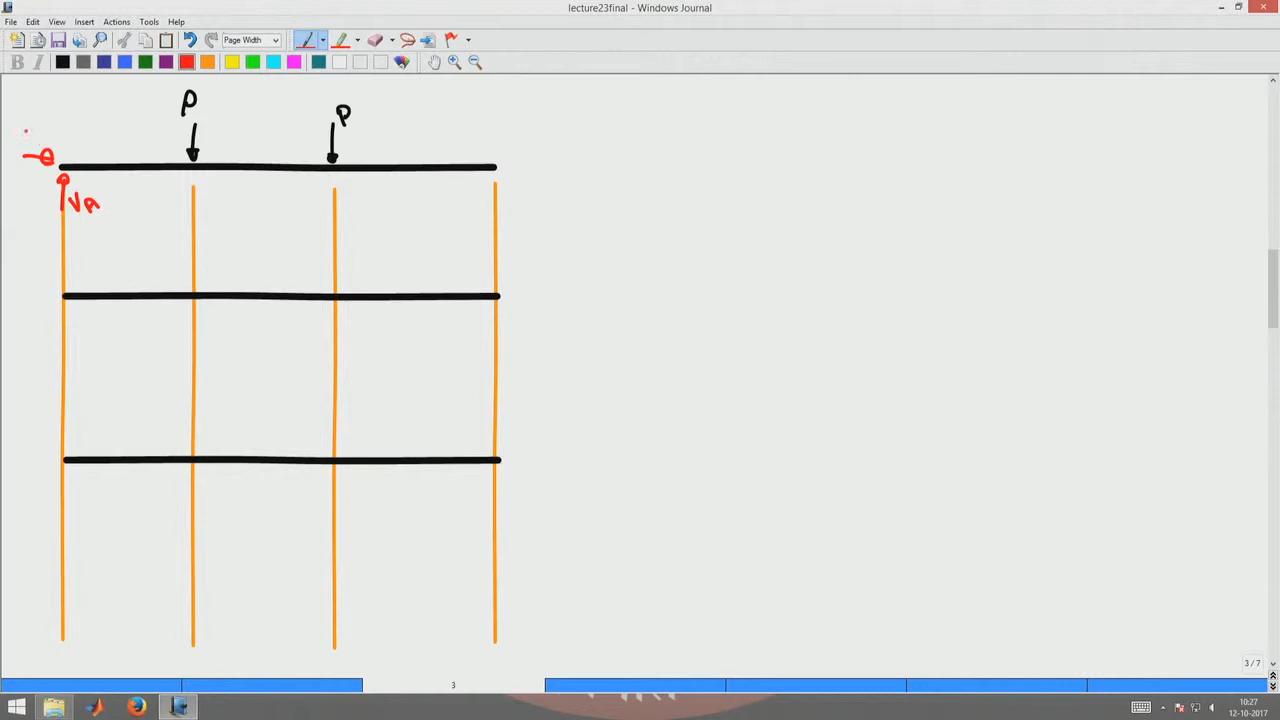 lecture23final - Windows Journal
File Edit View Insert Actions Tools Help
Page Width
B I
P
P
VA
3 / 7
3
10:27
12-10-2017